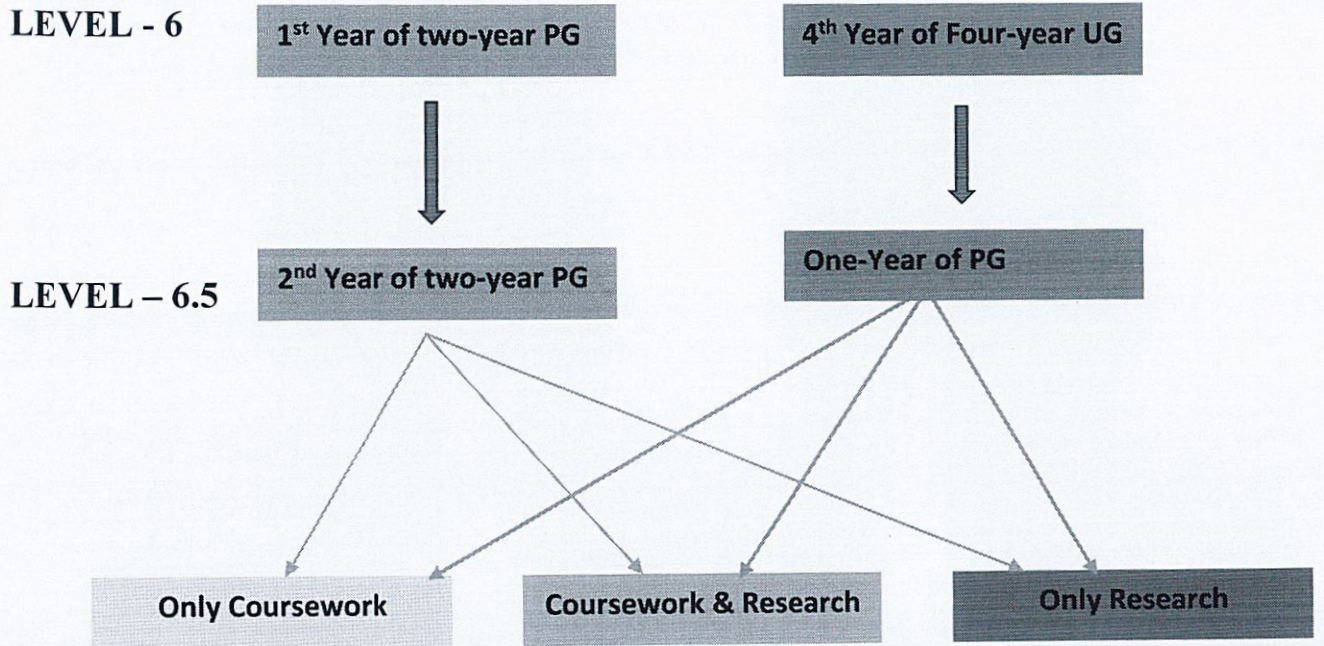 LEVEL - 6
1st Year of two-year PG
4th Year of Four-year UG
2nd Year of two-year PG
One-Year of PG
LEVEL – 6.5
Only Coursework
Coursework & Research
Only Research